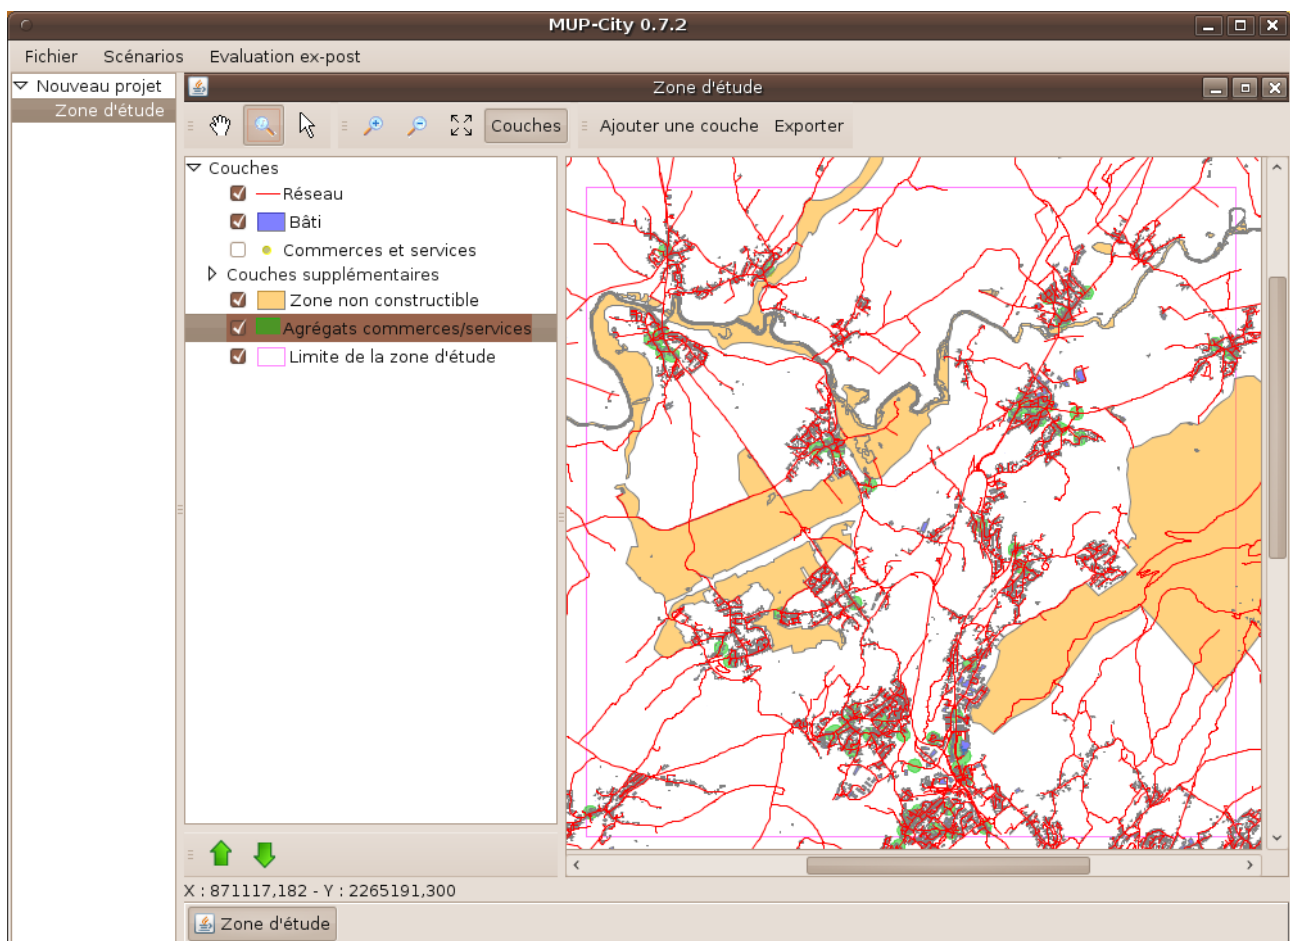 MUP-City 0.7.2
Fichier Scénarios Evaluation ex-post
Nouveau projet
Zone d'étude
Zone d'étude
Couches Ajouter une couche Exporter
Couches
Réseau
Bâti
Commerces et services
Couches supplémentaires
Zone non constructible
Agrégats commerces/services
Limite de la zone d'étude
X : 871117,182 - Y : 2265191,300
Zone d'étude